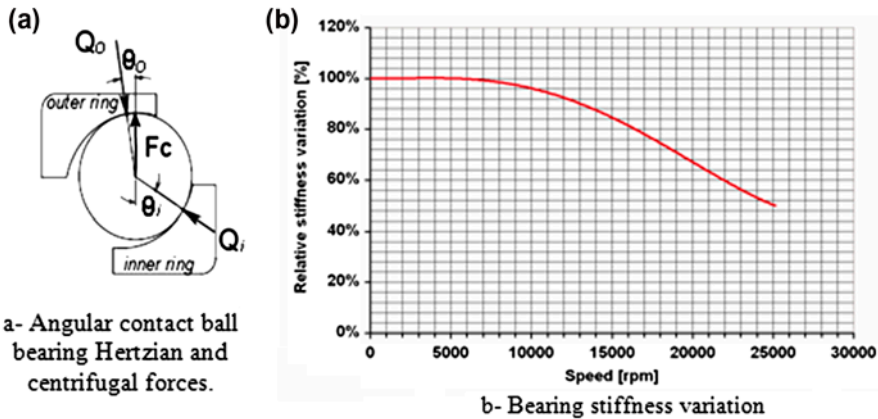 (a)
Qo
θo
outer ring
Fc
θi
Qi
inner ring
a- Angular contact ball
bearing Hertzian and
centrifugal forces.
(b)
Relative stiffness variation [%]
120%
100%
80%
60%
40%
20%
0%
0 5000 10000 15000 20000 25000 30000
Speed [rpm]
b- Bearing stiffness variation